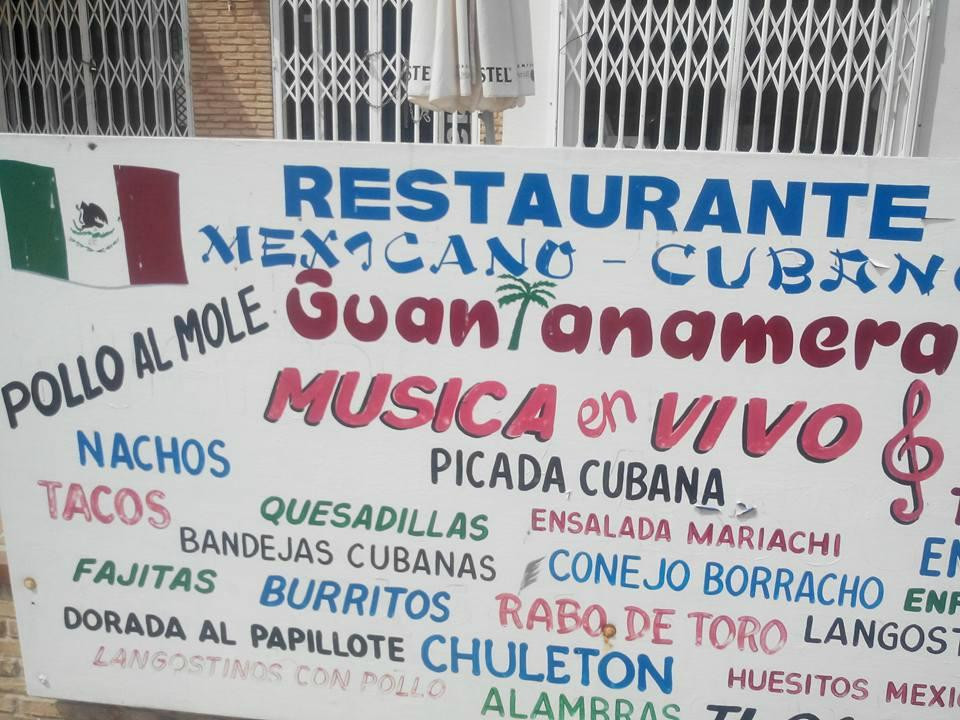 STEL
RESTAURANTE
MEXICANO - CUBANO
Guantanamera
POLLO AL MOLE
MUSICA en VIVO
NACHOS
PICADA CUBANA
TACOS
QUESADILLAS
ENSALADA MARIACHI
BANDEJAS CUBANAS
CONEJO BORRACHO
FAJITAS
BURRITOS
RABO DE TORO
DORADA AL PAPILLOTE
CHULETON
LANGOSTINOS CON POLLO
HUESITOS
ALAMBRAS